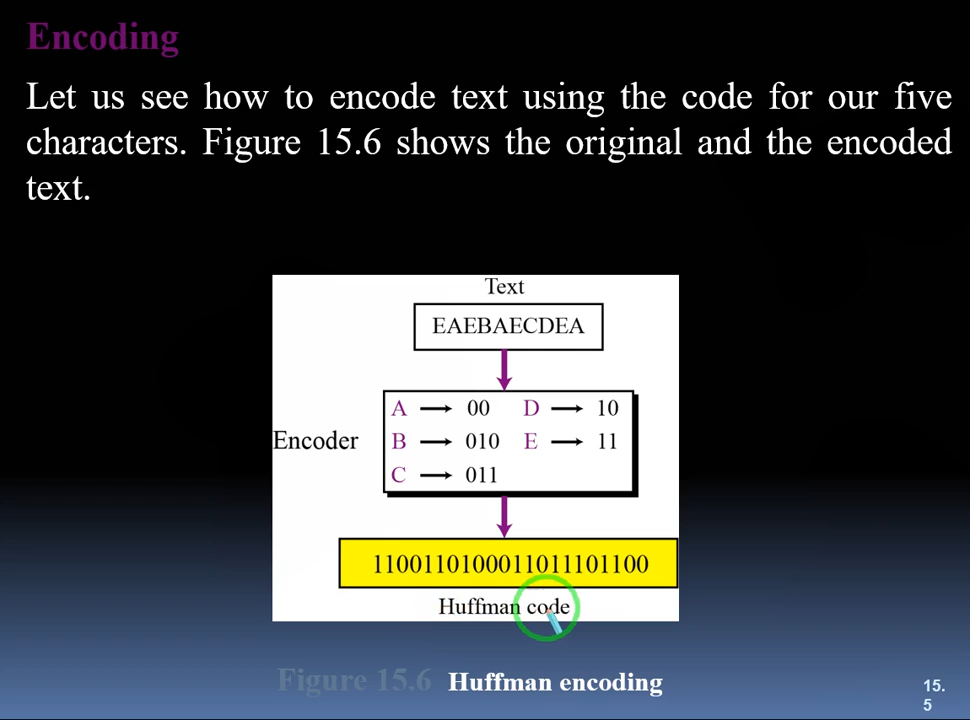 Encoding
Let us see how to encode text using the code for our five
characters. Figure 15.6 shows the original and the encoded
text.
Text
EAEBAECDEA
A 00 D 10
Encoder B 010 E 11
C 011
1100110100011011101100
Huffman code
Figure 15.6 Huffman encoding
15.
5